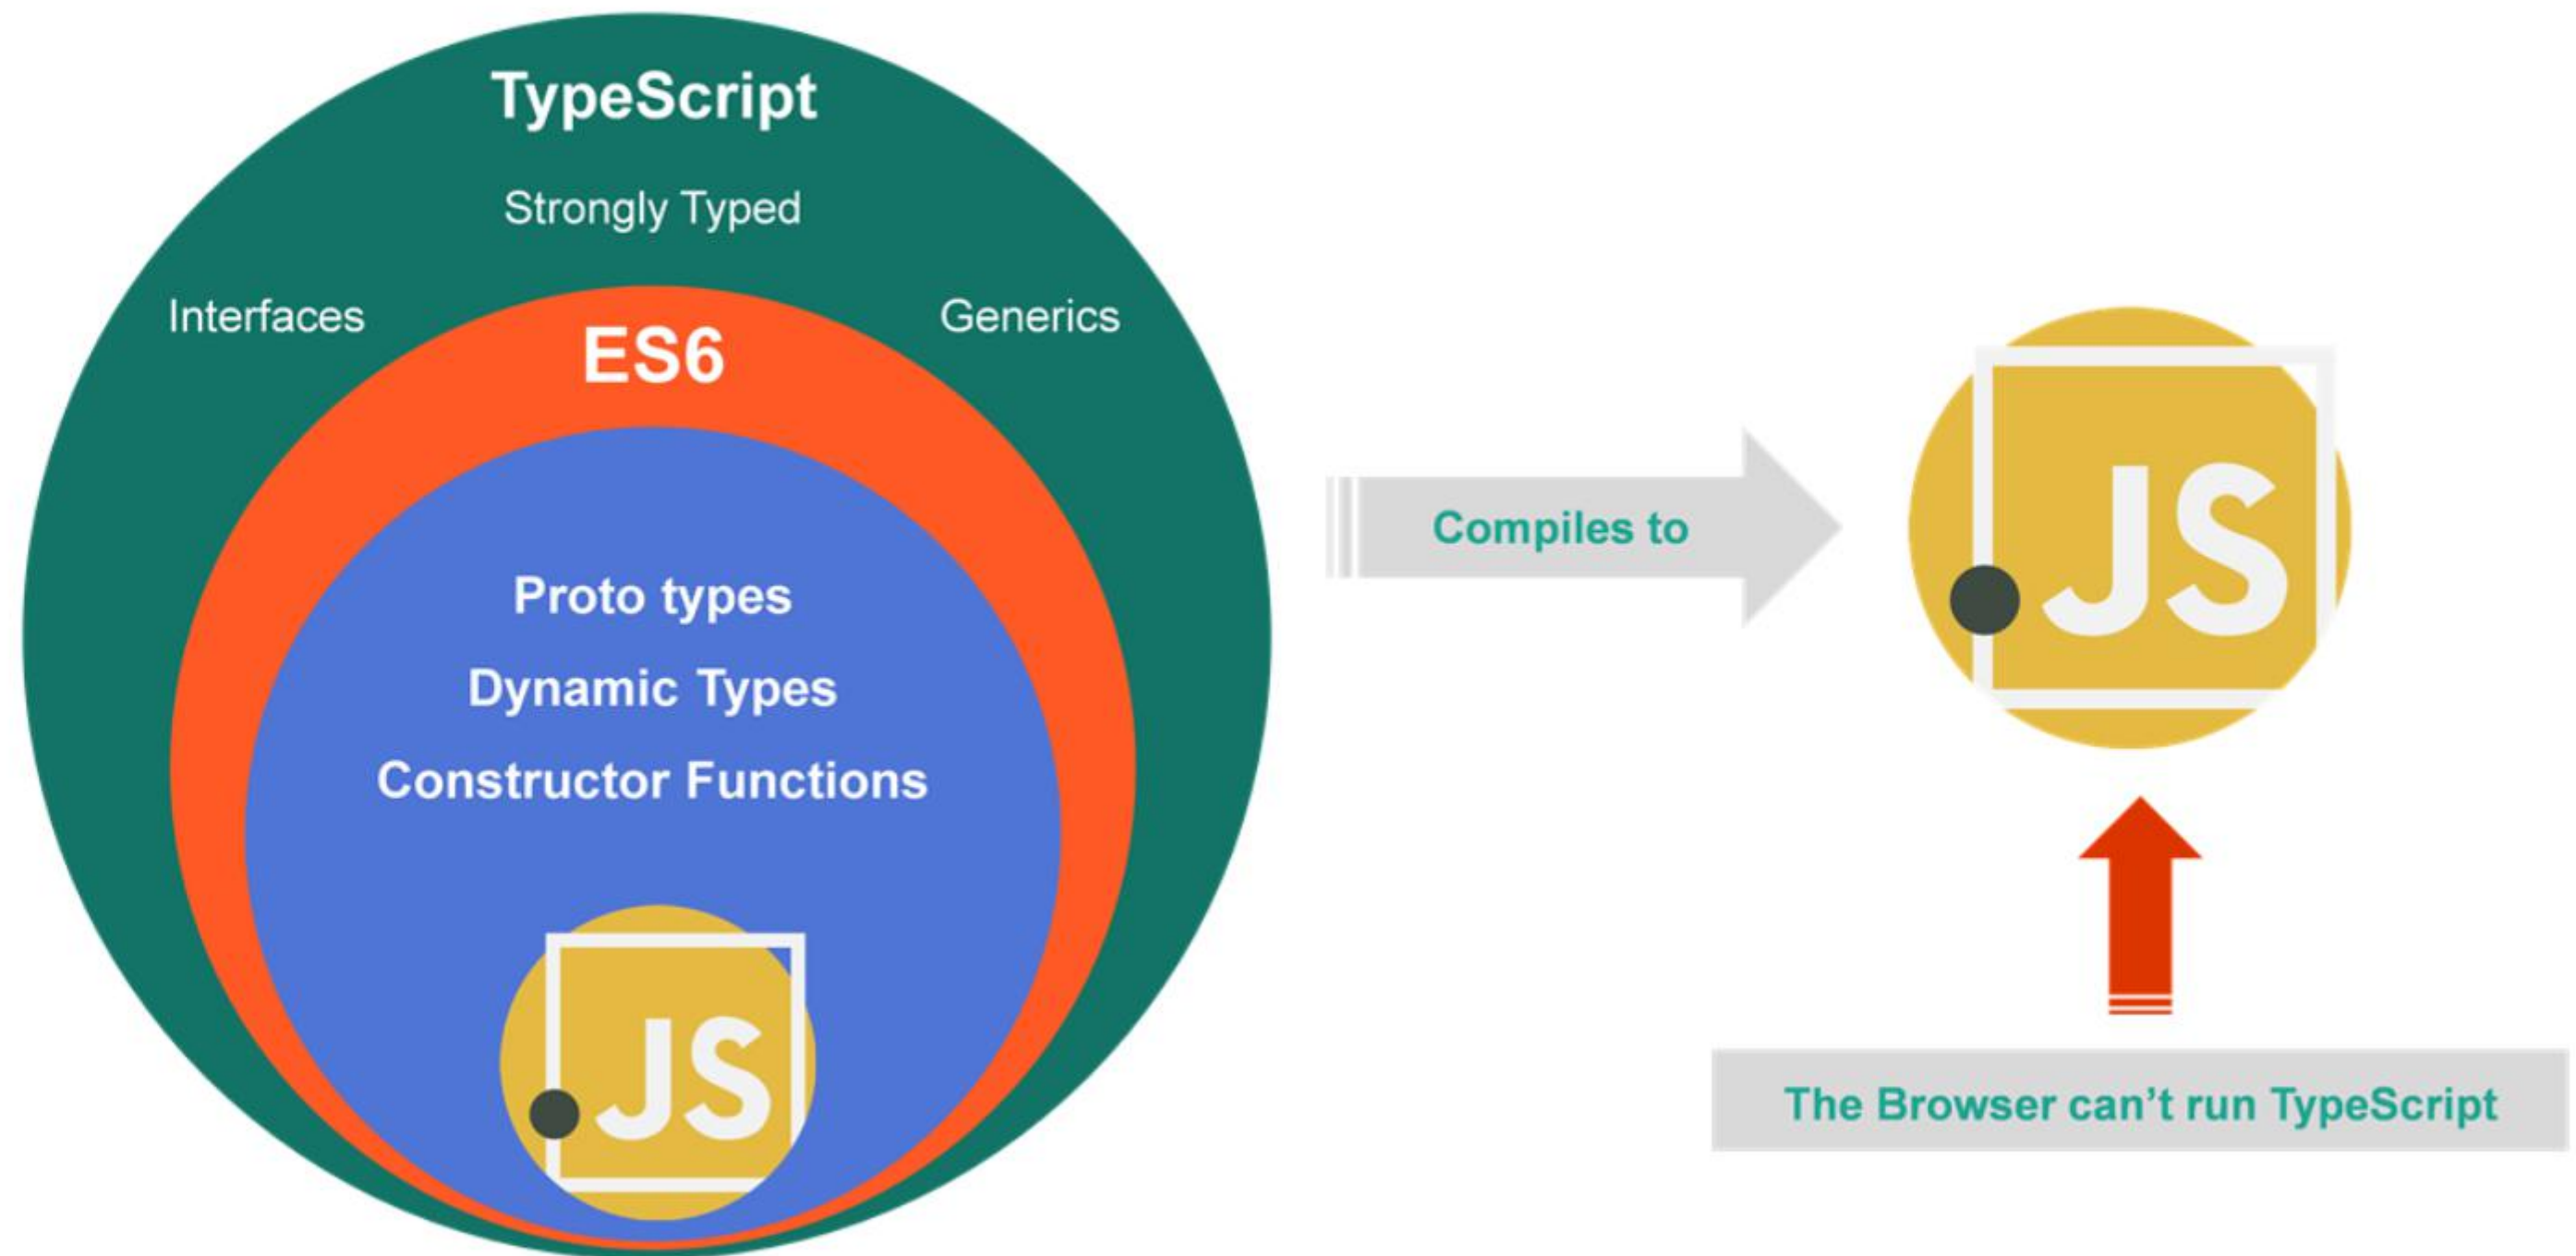 TypeScript
Strongly Typed
Interfaces
Generics
ES6
Proto types
Dynamic Types
Constructor Functions
JS
Compiles to
JS
The Browser can’t run TypeScript